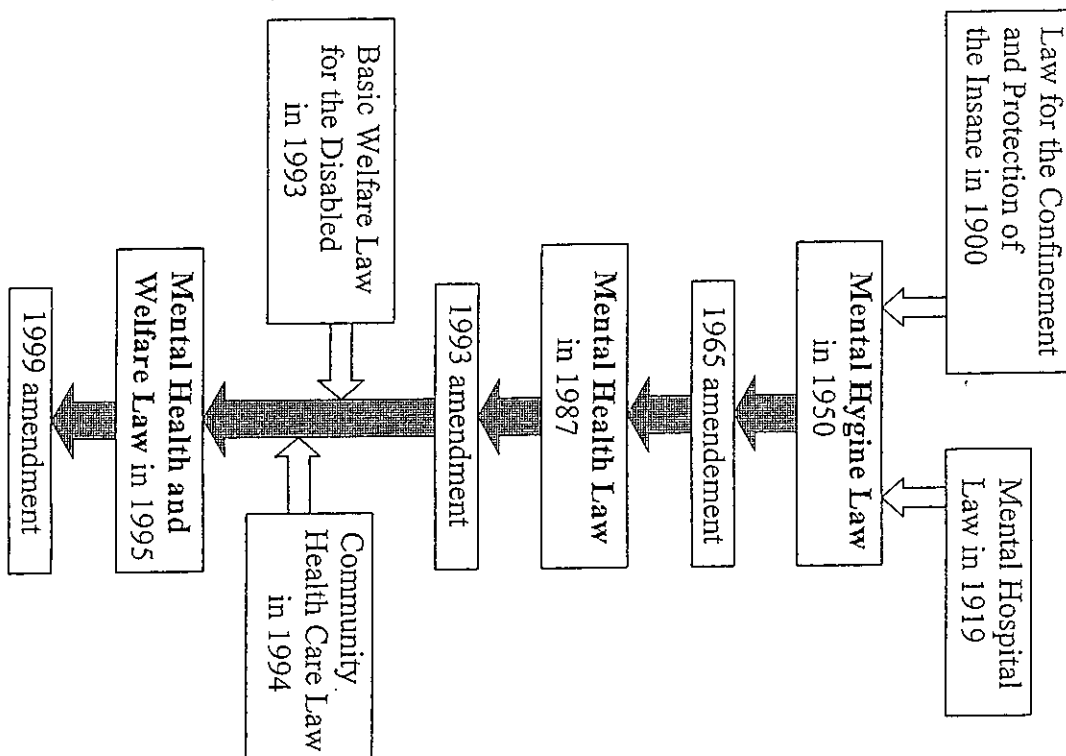 Law for the Confinement
and Protection of
the Insane in 1900
Mental Hospital
Law in 1919
Mental Hygine Law
in 1950
1965 amendement
Mental Health Law
in 1987
1993 amendment
Basic Welfare Law
for the Disabled
in 1993
Community
Health Care Law
in 1994
Mental Health and
Welfare Law in 1995
1999 amendment